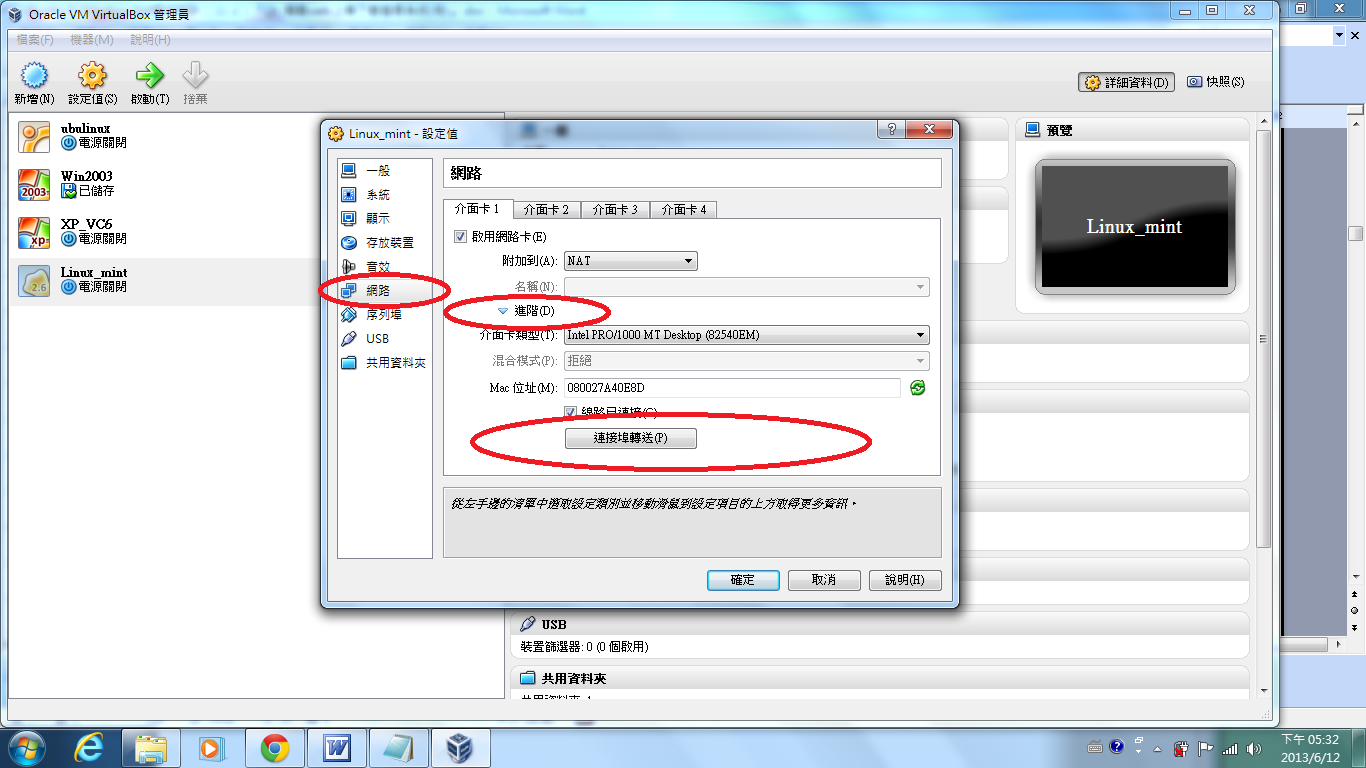 Oracle VM VirtualBox 管理員
檔案(F) 機器(M) 說明(H)
新增(N) 設定值(S) 啟動(T) 捨棄
詳細資料(D) 快照(S)
ubulinux
電源關閉
Win2003
已儲存
XP_VC6
電源關閉
Linux_mint
電源關閉
預覽
Linux_mint
Linux_mint - 設定值
一般
系統
顯示
存放裝置
音效
網路
序列埠
USB
共用資料夾
網路
介面卡 1 介面卡 2 介面卡 3 介面卡 4
啟用網路卡(E)
附加到(A): NAT
名稱(N):
進階(D)
介面卡類型(T): Intel PRO/1000 MT Desktop (82540EM)
混合模式(P): 拒絕
Mac 位址(M): 080027A40E8D
線路已連接(C)
連接埠轉送(P)
從左手邊的清單中選取設定類別並移動滑鼠到設定項目的上方取得更多資訊。
確定 取消 說明(H)
USB
裝置篩選器: 0 (0 個啟用)
共用資料夾
下午 05:32
2013/6/12